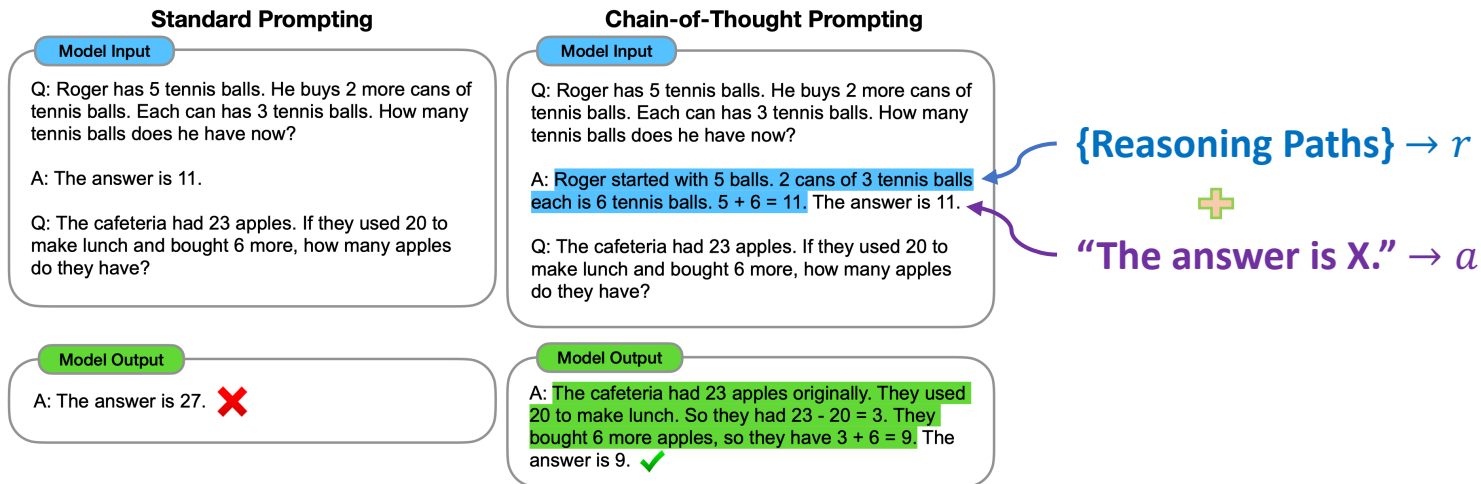 Standard Prompting
Model Input
Q: Roger has 5 tennis balls. He buys 2 more cans of
tennis balls. Each can has 3 tennis balls. How many
tennis balls does he have now?
A: The answer is 11.
Q: The cafeteria had 23 apples. If they used 20 to
make lunch and bought 6 more, how many apples
do they have?
Model Output
A: The answer is 27.
Chain-of-Thought Prompting
Model Input
Q: Roger has 5 tennis balls. He buys 2 more cans of
tennis balls. Each can has 3 tennis balls. How many
tennis balls does he have now?
A: Roger started with 5 balls. 2 cans of 3 tennis balls
each is 6 tennis balls. 5 + 6 = 11. The answer is 11.
Q: The cafeteria had 23 apples. If they used 20 to
make lunch and bought 6 more, how many apples
do they have?
Model Output
A: The cafeteria had 23 apples originally. They used
20 to make lunch. So they had 23 - 20 = 3. They
bought 6 more apples, so they have 3 + 6 = 9. The
answer is 9.
{Reasoning Paths} → r
“The answer is X.” → a